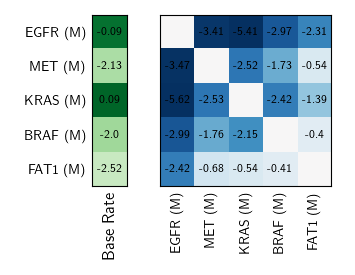 EGFR (M) -0.09 -3.41 -5.41 -2.97 -2.31
MET (M) -2.13 -3.47 -2.52 -1.73 -0.54
KRAS (M) 0.09 -5.62 -2.53 -2.42 -1.39
BRAF (M) -2.0 -2.99 -1.76 -2.15 -0.4
FAT1 (M) -2.52 -2.42 -0.68 -0.54 -0.41
Base Rate
EGFR (M)
MET (M)
KRAS (M)
BRAF (M)
FAT1 (M)